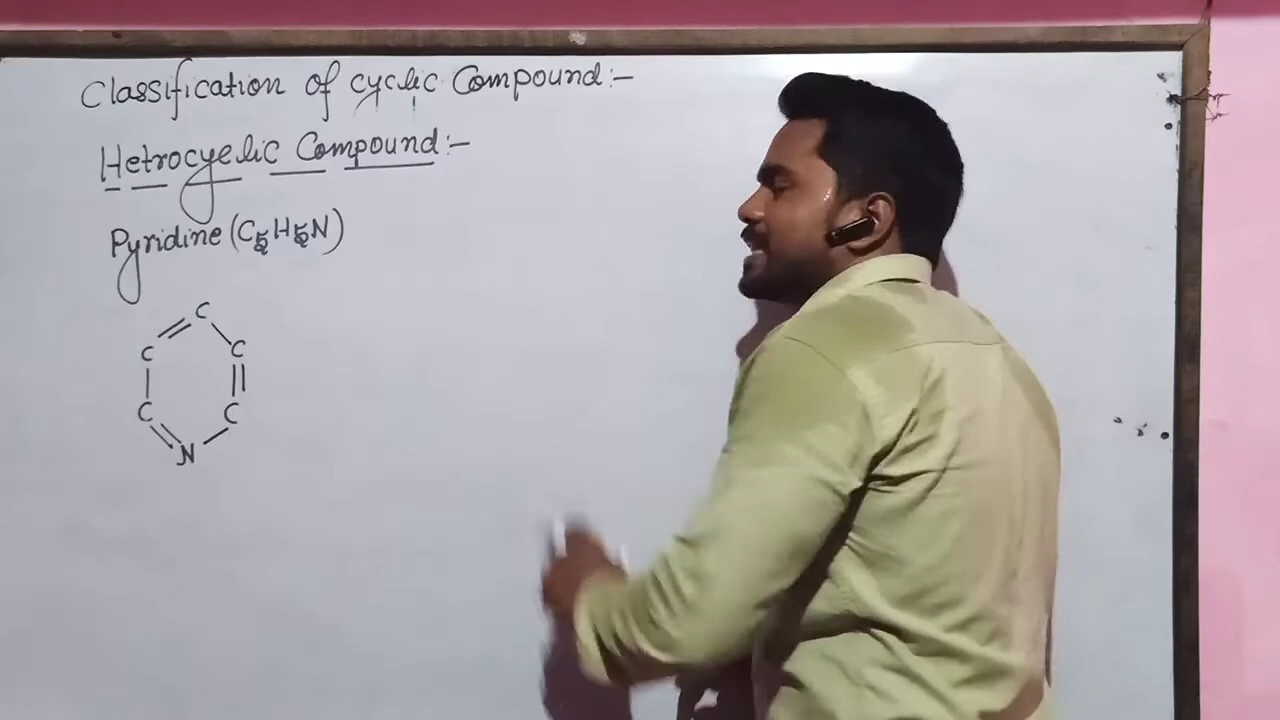 Classification of cyclic Compound:-
Hetrocyclic Compound:-
Pyridine (C5H5N)
C
C C
C C
N